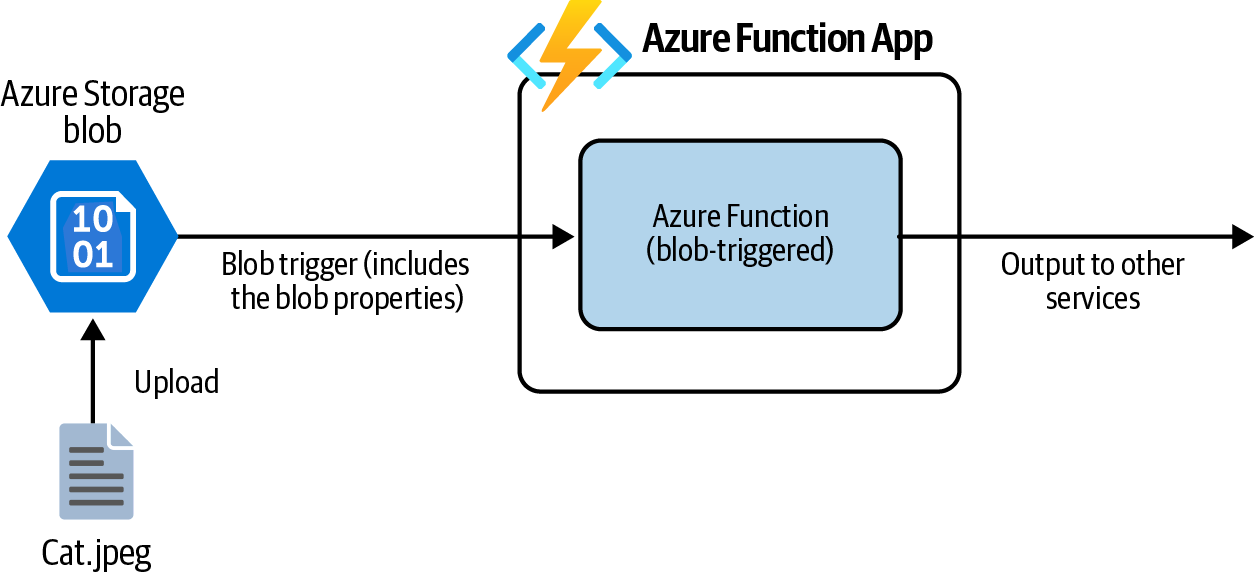 Azure Function App
Azure Storage
blob
10
01
Azure Function
(blob-triggered)
Blob trigger (includes
the blob properties)
Output to other
services
Upload
Cat.jpeg